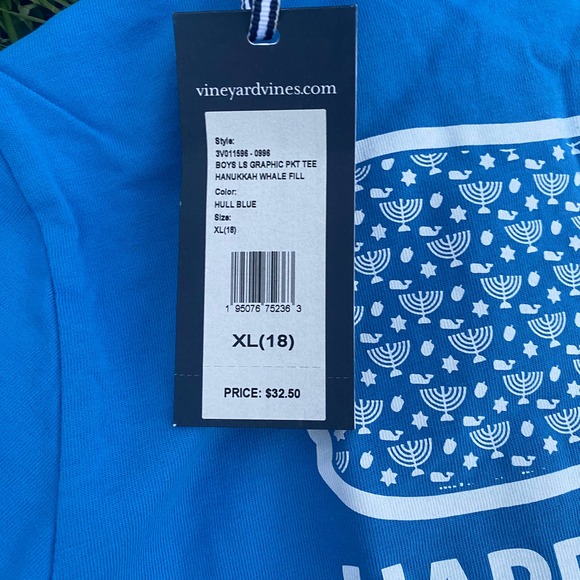 vineyardvines.com
Style:
3V011596 - 0996
BOYS LS GRAPHIC PKT TEE
HANUKKAH WHALE FILL
Color:
HULL BLUE
Size:
XL(18)
1 95076 75236 3
XL(18)
PRICE: $32.50